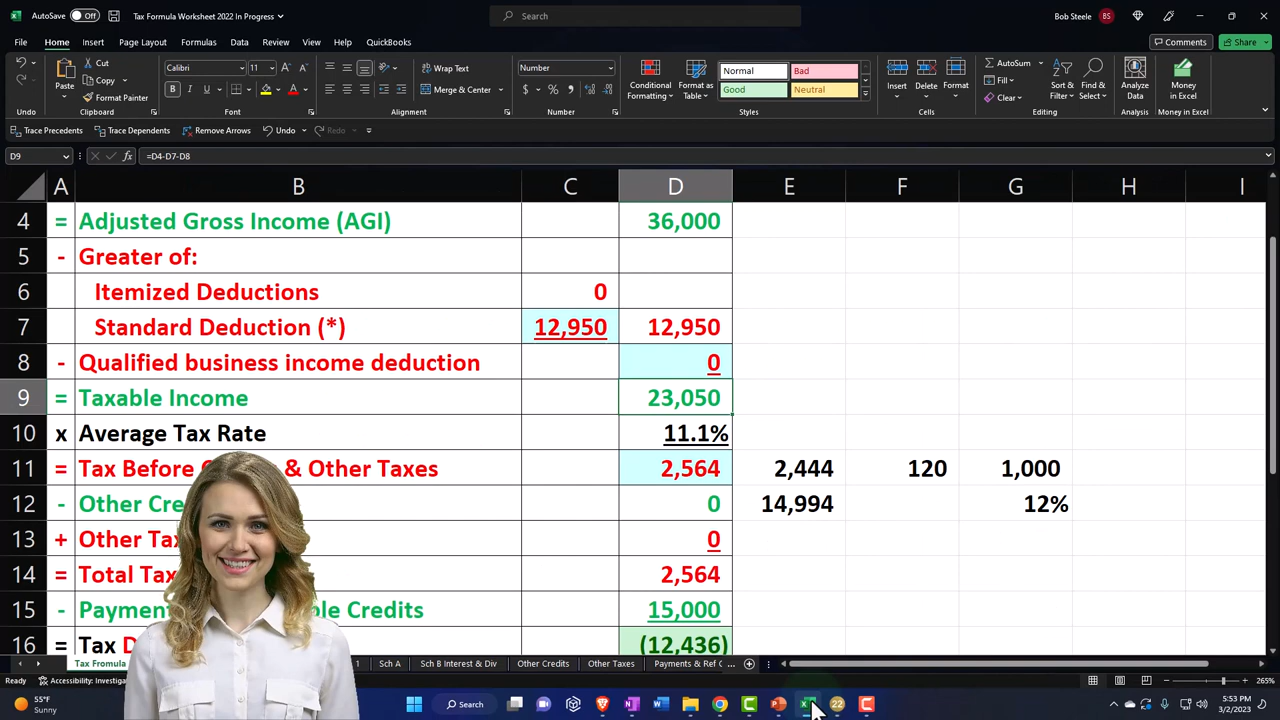 AutoSave Off Tax Formula Worksheet 2022 In Progress Search Bob Steele BS
File Home Insert Page Layout Formulas Data Review View Help QuickBooks Comments Share
Cut Calibri 11 Wrap Text Number Normal Bad AutoSum
Copy Fill
Paste Format Painter Merge & Center Conditional Formatting Format as Table Good Neutral Insert Delete Format Clear Sort & Filter Find & Select Analyze Data Money in Excel
Undo Clipboard Font Alignment Number Styles Cells Editing Analysis Money in Excel
Trace Precedents Trace Dependents Remove Arrows Undo Redo
D9 fx =D4-D7-D8
A B C D E F G H I
4 = Adjusted Gross Income (AGI) 36,000
5 - Greater of:
6 Itemized Deductions 0
7 Standard Deduction (*) 12,950 12,950
8 - Qualified business income deduction 0
9 = Taxable Income 23,050
10 x Average Tax Rate 11.1%
11 = Tax Before & Other Taxes 2,564 2,444 120 1,000
12 - Other Cre 0 14,994 12%
13 + Other Ta 0
14 = Total Tax 2,564
15 - Paymen ble Credits 15,000
16 = Tax (12,436)
Tax Fromula 1 Sch A Sch B Interest & Div Other Credits Other Taxes Payments & Ref C ...
Ready Accessibility: Investiga 265%
55°F
Sunny
Search
22
5:53 PM
3/2/2023